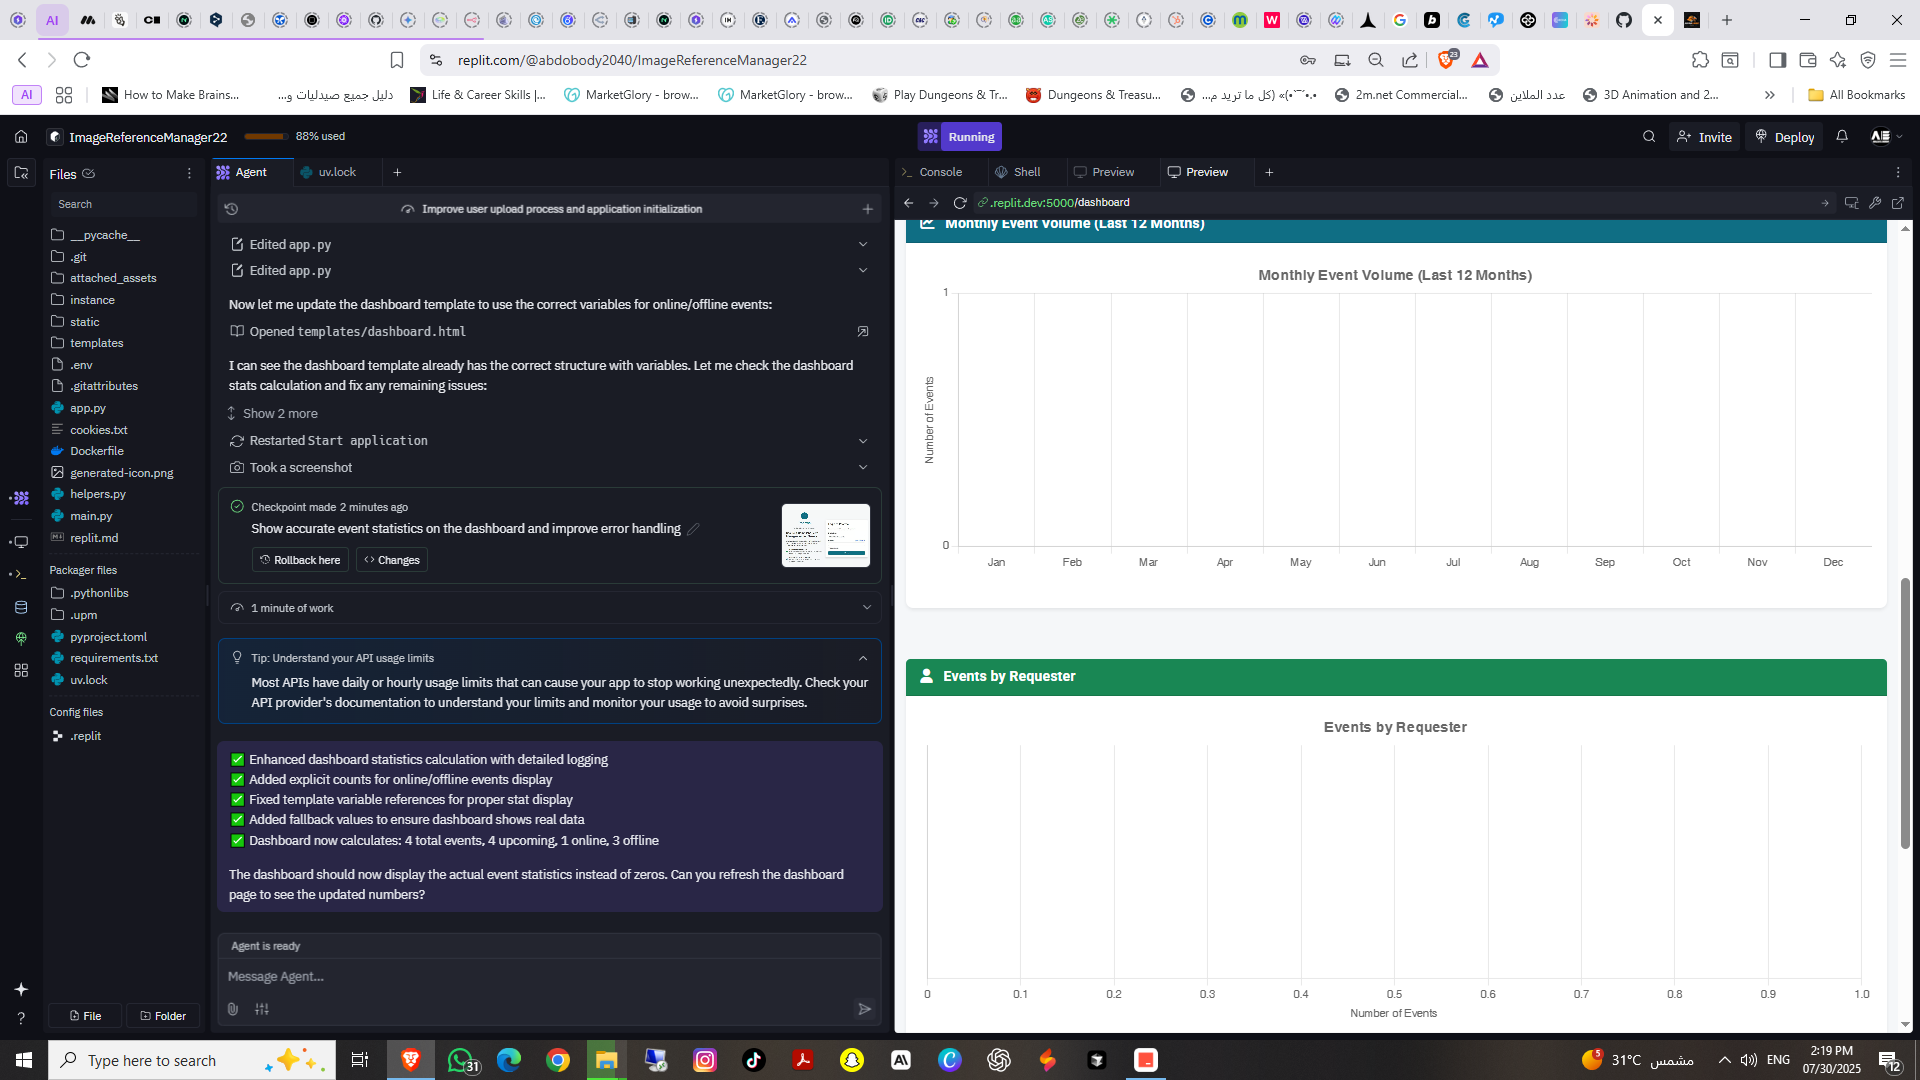 replit.com/@abdobody2040/ImageReferenceManager22
AI
How to Make Brains...
دليل جميع صيدليات و...
Life & Career Skills |...
MarketGlory - brow...
MarketGlory - brow...
Play Dungeons & Tr...
Dungeons & Treasu...
2m.net Commercial...
عدد الملاين
3D Animation and 2...
All Bookmarks
ImageReferenceManager22
88% used
Running
Invite
Deploy
Files
Search
__pycache__
.git
attached_assets
instance
static
templates
.env
.gitattributes
app.py
cookies.txt
Dockerfile
generated-icon.png
helpers.py
main.py
replit.md
Packager files
.pythonlibs
.upm
pyproject.toml
requirements.txt
uv.lock
Config files
.replit
File
Folder
Agent
uv.lock
Improve user upload process and application initialization
Edited app.py
Edited app.py
Now let me update the dashboard template to use the correct variables for online/offline events:
Opened templates/dashboard.html
I can see the dashboard template already has the correct structure with variables. Let me check the dashboard
stats calculation and fix any remaining issues:
Show 2 more
Restarted Start application
Took a screenshot
Checkpoint made 2 minutes ago
Show accurate event statistics on the dashboard and improve error handling
Rollback here
Changes
1 minute of work
Tip: Understand your API usage limits
Most APIs have daily or hourly usage limits that can cause your app to stop working unexpectedly. Check your
API provider's documentation to understand your limits and monitor your usage to avoid surprises.
✅ Enhanced dashboard statistics calculation with detailed logging
✅ Added explicit counts for online/offline events display
✅ Fixed template variable references for proper stat display
✅ Added fallback values to ensure dashboard shows real data
✅ Dashboard now calculates: 4 total events, 4 upcoming, 1 online, 3 offline
The dashboard should now display the actual event statistics instead of zeros. Can you refresh the dashboard
page to see the updated numbers?
Agent is ready
Message Agent...
Console
Shell
Preview
Preview
.replit.dev:5000/dashboard
Monthly Event Volume (Last 12 Months)
Monthly Event Volume (Last 12 Months)
Number of Events
1
0
Jan Feb Mar Apr May Jun Jul Aug Sep Oct Nov Dec
Events by Requester
Events by Requester
0 0.1 0.2 0.3 0.4 0.5 0.6 0.7 0.8 0.9 1.0
Number of Events
Type here to search
31
31°C مشمس
ENG
2:19 PM
07/30/2025
12